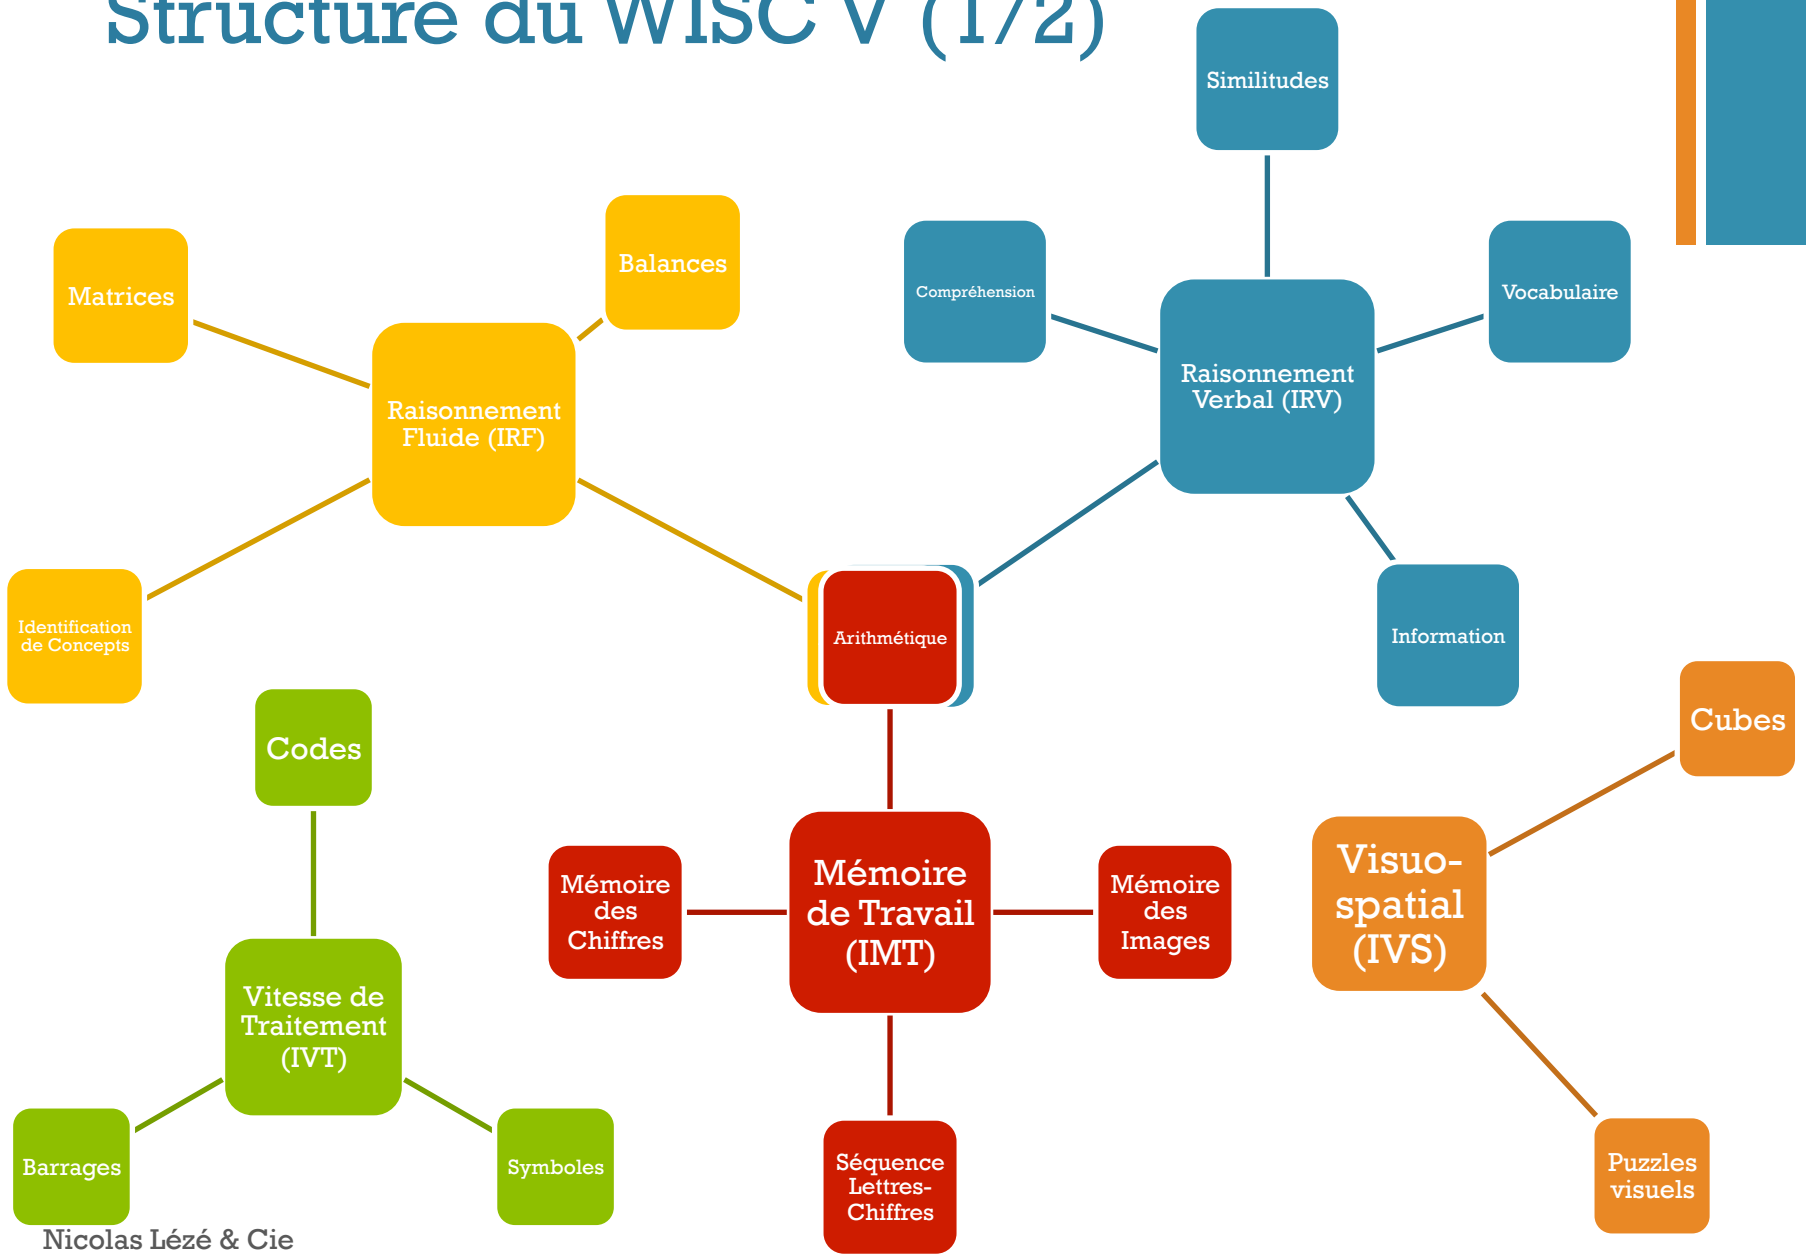 Structure du WISC V (1/2)
Similitudes
Compréhension
Vocabulaire
Raisonnement
Verbal (IRV)
Information
Matrices
Balances
Raisonnement
Fluide (IRF)
Identification
de Concepts
Arithmétique
Codes
Vitesse de
Traitement
(IVT)
Barrages
Symboles
Mémoire
des
Chiffres
Mémoire
de Travail
(IMT)
Mémoire
des
Images
Séquence
Lettres-
Chiffres
Cubes
Visuo-
spatial
(IVS)
Puzzles
visuels
Nicolas Lézé & Cie